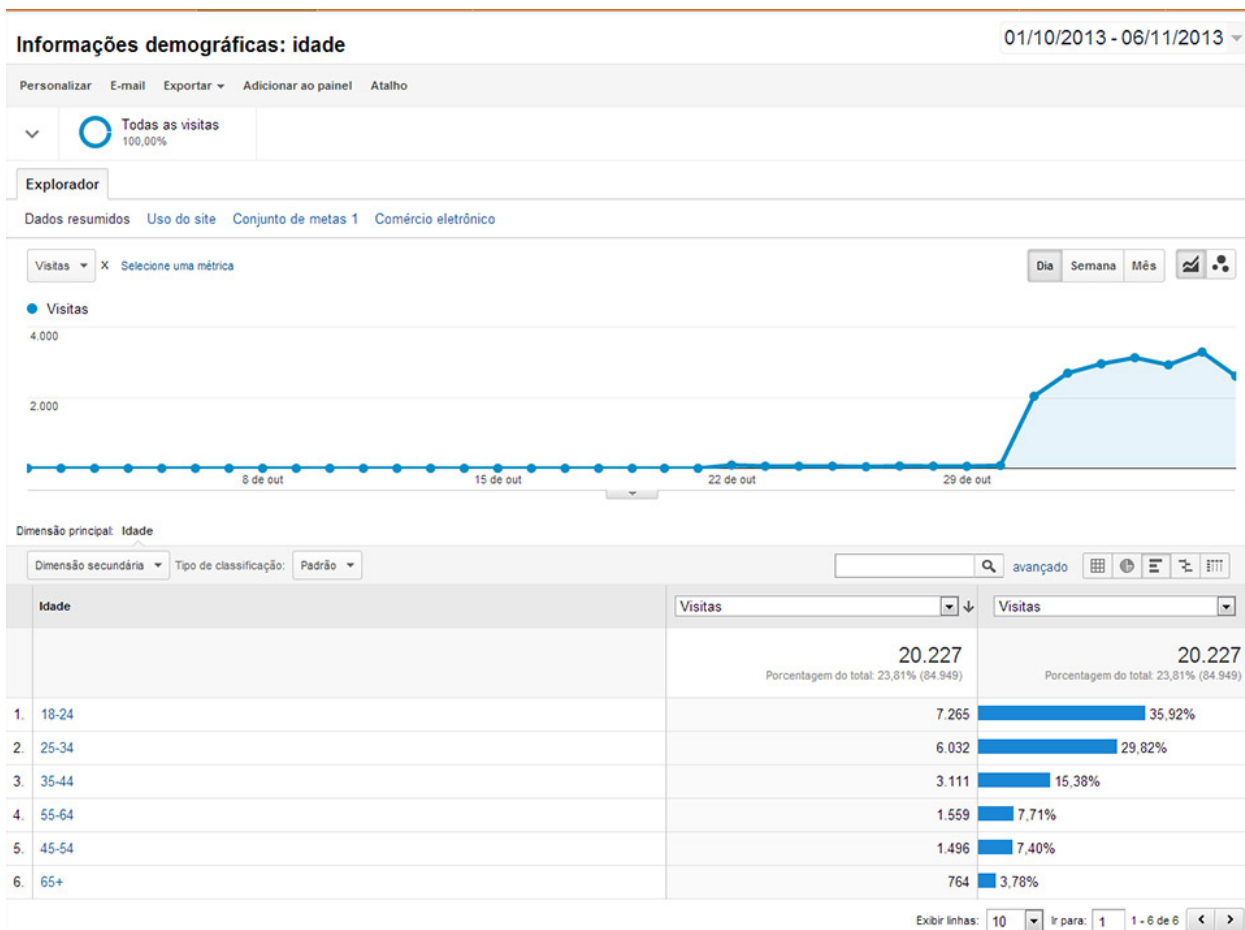 Informações demográficas: idade
01/10/2013 - 06/11/2013
Personalizar E-mail Exportar Adicionar ao painel Atalho
Todas as visitas
100,00%
Explorador
Dados resumidos Uso do site Conjunto de metas 1 Comércio eletrônico
Visitas X Selecione uma métrica
Dia Semana Mês
Visitas
4.000
2.000
8 de out 15 de out 22 de out 29 de out
Dimensão principal: Idade
Dimensão secundária Tipo de classificação: Padrão
avançado
Idade Visitas Visitas
20.227 20.227
Porcentagem do total: 23,81% (84.949) Porcentagem do total: 23,81% (84.949)
1. 18-24 7.265 35,92%
2. 25-34 6.032 29,82%
3. 35-44 3.111 15,38%
4. 55-64 1.559 7,71%
5. 45-54 1.496 7,40%
6. 65+ 764 3,78%
Exibir linhas: 10 Ir para: 1 1 - 6 de 6